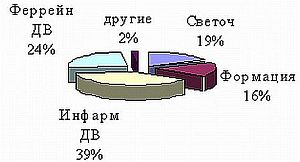 Феррейн
ДВ
24%
другие
2%
Светоч
19%
Формация
16%
Инфарм
ДВ
39%